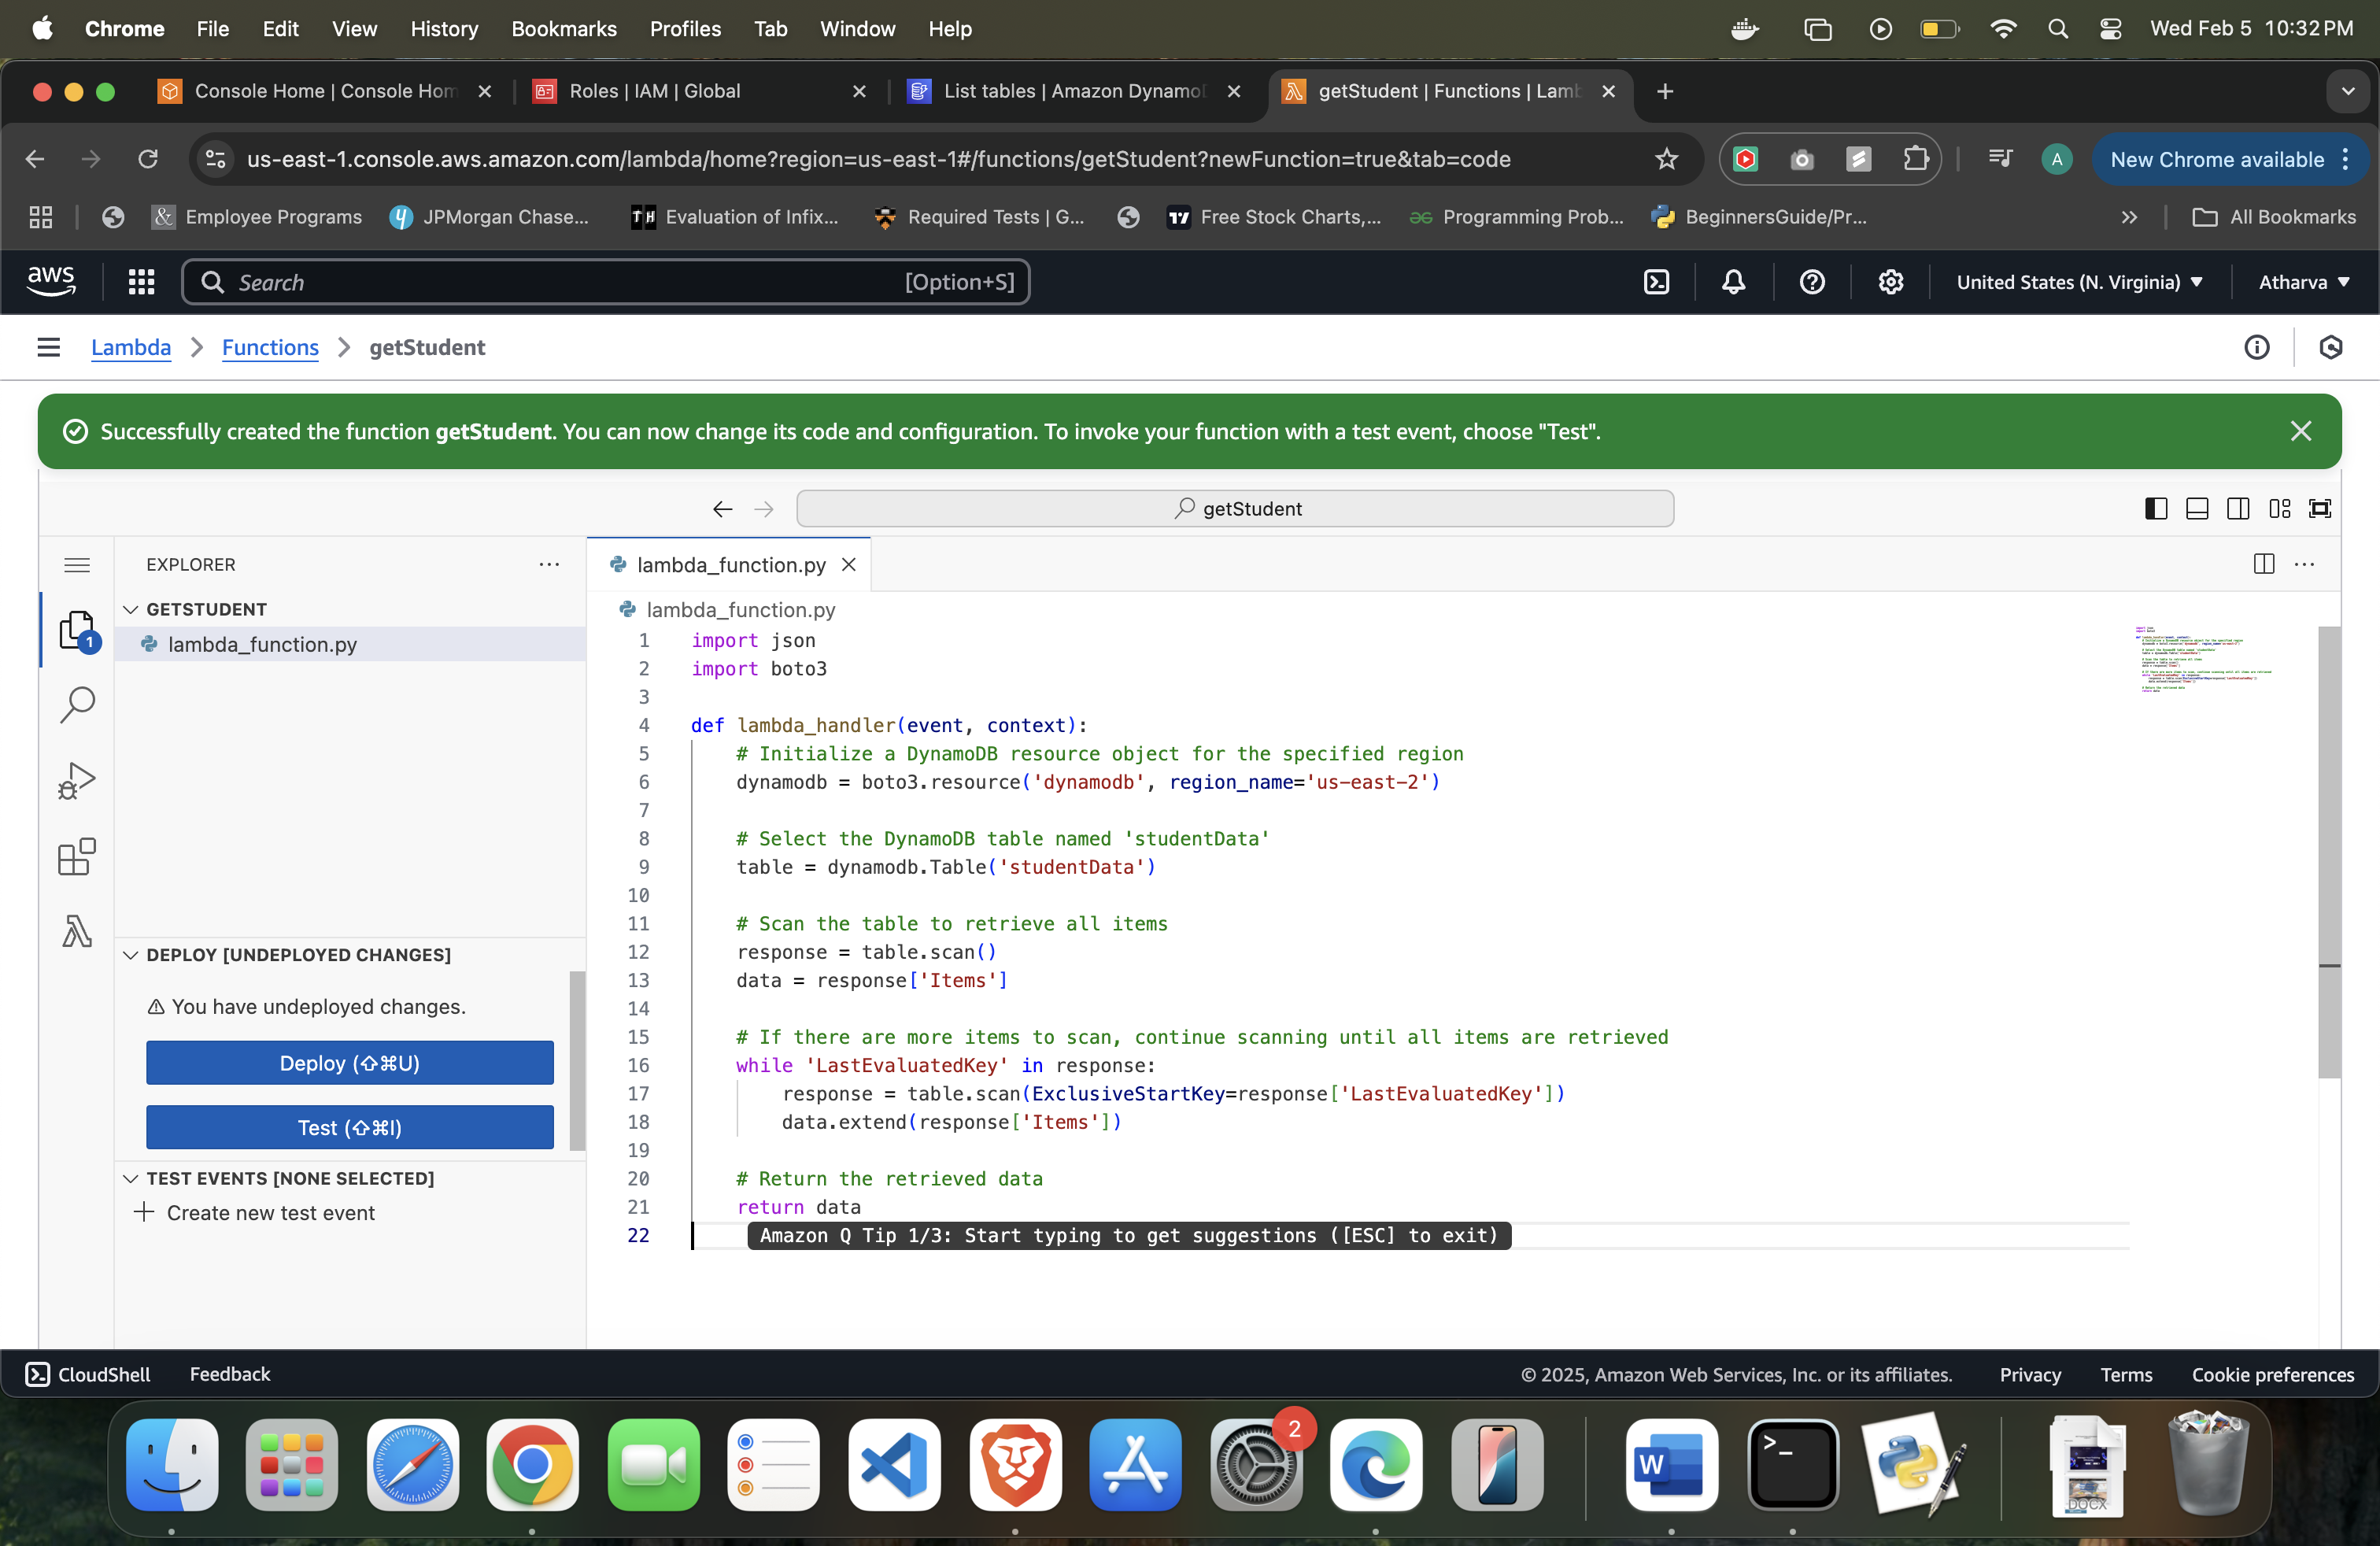 Chrome File Edit View History Bookmarks Profiles Tab Window Help Wed Feb 5 10:32 PM
Console Home | Console Hom Roles | IAM | Global List tables | Amazon Dynamo getStudent | Functions | Lam
us-east-1.console.aws.amazon.com/lambda/home?region=us-east-1#/functions/getStudent?newFunction=true&tab=code A New Chrome available
& Employee Programs JPMorgan Chase... TH Evaluation of Infix... Required Tests | G... Free Stock Charts,... Programming Prob... BeginnersGuide/Pr... All Bookmarks
aws Search [Option+S] United States (N. Virginia) Atharva
Lambda Functions getStudent
Successfully created the function getStudent. You can now change its code and configuration. To invoke your function with a test event, choose "Test".
getStudent
EXPLORER
GETSTUDENT
1
lambda_function.py
DEPLOY [UNDEPLOYED CHANGES]
You have undeployed changes.
Deploy (⇧⌘U)
Test (⇧⌘I)
TEST EVENTS [NONE SELECTED]
Create new test event
lambda_function.py
lambda_function.py
1 import json
2 import boto3
3
4 def lambda_handler(event, context):
5 # Initialize a DynamoDB resource object for the specified region
6 dynamodb = boto3.resource('dynamodb', region_name='us-east-2')
7
8 # Select the DynamoDB table named 'studentData'
9 table = dynamodb.Table('studentData')
10
11 # Scan the table to retrieve all items
12 response = table.scan()
13 data = response['Items']
14
15 # If there are more items to scan, continue scanning until all items are retrieved
16 while 'LastEvaluatedKey' in response:
17 response = table.scan(ExclusiveStartKey=response['LastEvaluatedKey'])
18 data.extend(response['Items'])
19
20 # Return the retrieved data
21 return data
22 Amazon Q Tip 1/3: Start typing to get suggestions ([ESC] to exit)
CloudShell Feedback © 2025, Amazon Web Services, Inc. or its affiliates. Privacy Terms Cookie preferences
2
W
>_
DOCX